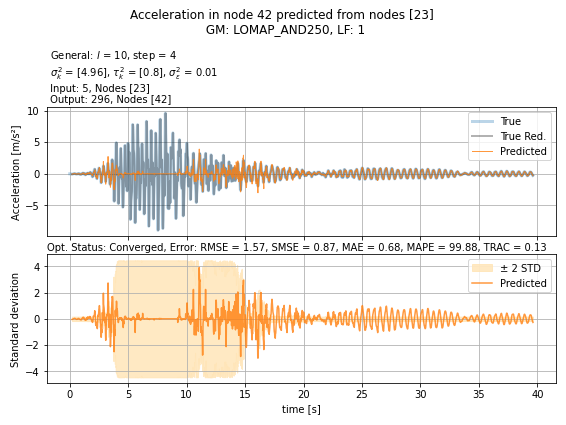 Acceleration in node 42 predicted from nodes [23]
GM: LOMAP_AND250, LF: 1
General: l = 10, step = 4
σ²ₖ = [4.96], τ²ₖ = [0.8], σ²ε = 0.01
Input: 5, Nodes [23]
Output: 296, Nodes [42]
Acceleration [m/s²]
10
5
0
−5
True
True Red.
Predicted
Opt. Status: Converged, Error: RMSE = 1.57, SMSE = 0.87, MAE = 0.68, MAPE = 99.88, TRAC = 0.13
Standard deviation
4
2
0
−2
−4
± 2 STD
Predicted
0 5 10 15 20 25 30 35 40
time [s]